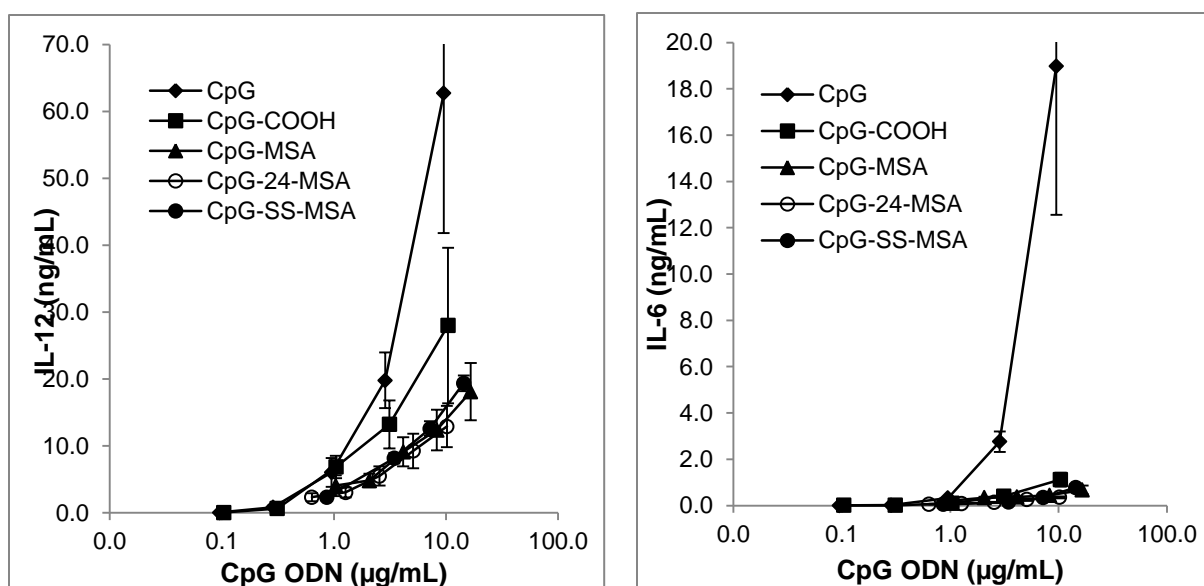 70.0
60.0
50.0
40.0
30.0
20.0
10.0
0.0
IL-12 (ng/mL)
CpG
CpG-COOH
CpG-MSA
CpG-24-MSA
CpG-SS-MSA
0.0 0.1 1.0 10.0 100.0
CpG ODN (µg/mL)
20.0
18.0
16.0
14.0
12.0
10.0
8.0
6.0
4.0
2.0
0.0
IL-6 (ng/mL)
CpG
CpG-COOH
CpG-MSA
CpG-24-MSA
CpG-SS-MSA
0.0 0.1 1.0 10.0 100.0
CpG ODN (µg/mL)